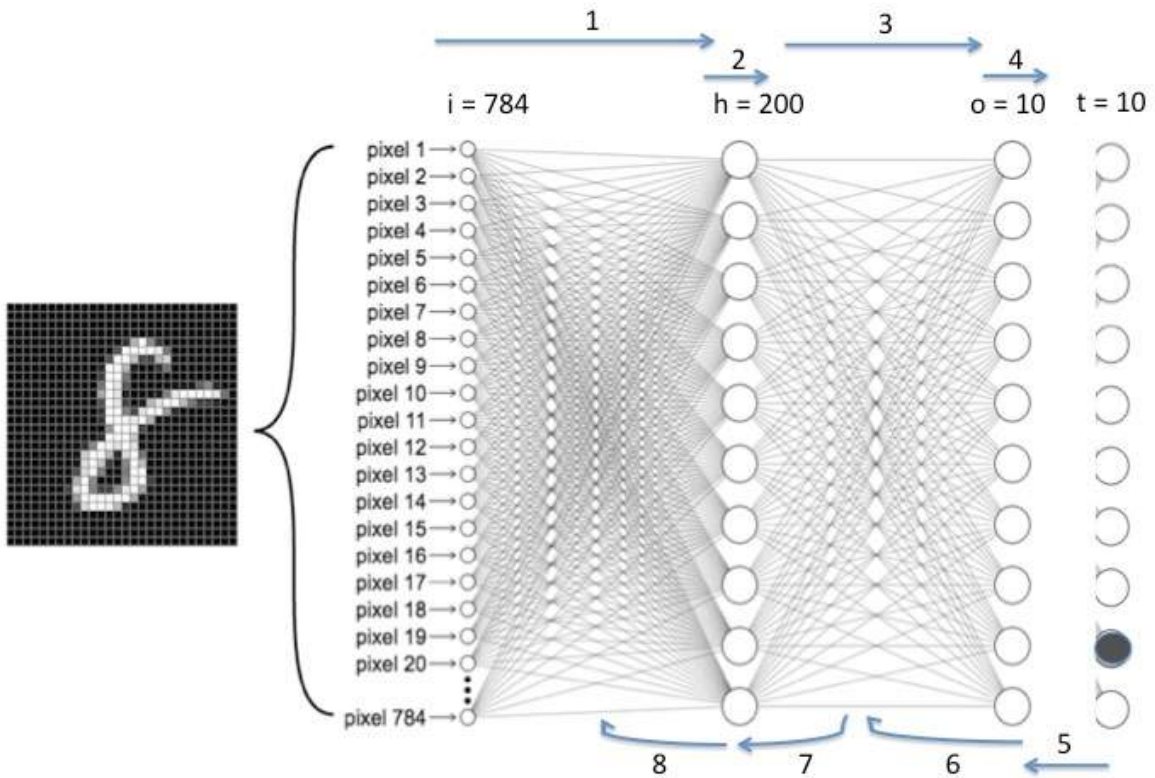 1
3
2
4
i = 784
h = 200
o = 10
t = 10
pixel 1
pixel 2
pixel 3
pixel 4
pixel 5
pixel 6
pixel 7
pixel 8
pixel 9
pixel 10
pixel 11
pixel 12
pixel 13
pixel 14
pixel 15
pixel 16
pixel 17
pixel 18
pixel 19
pixel 20
pixel 784
8
7
6
5